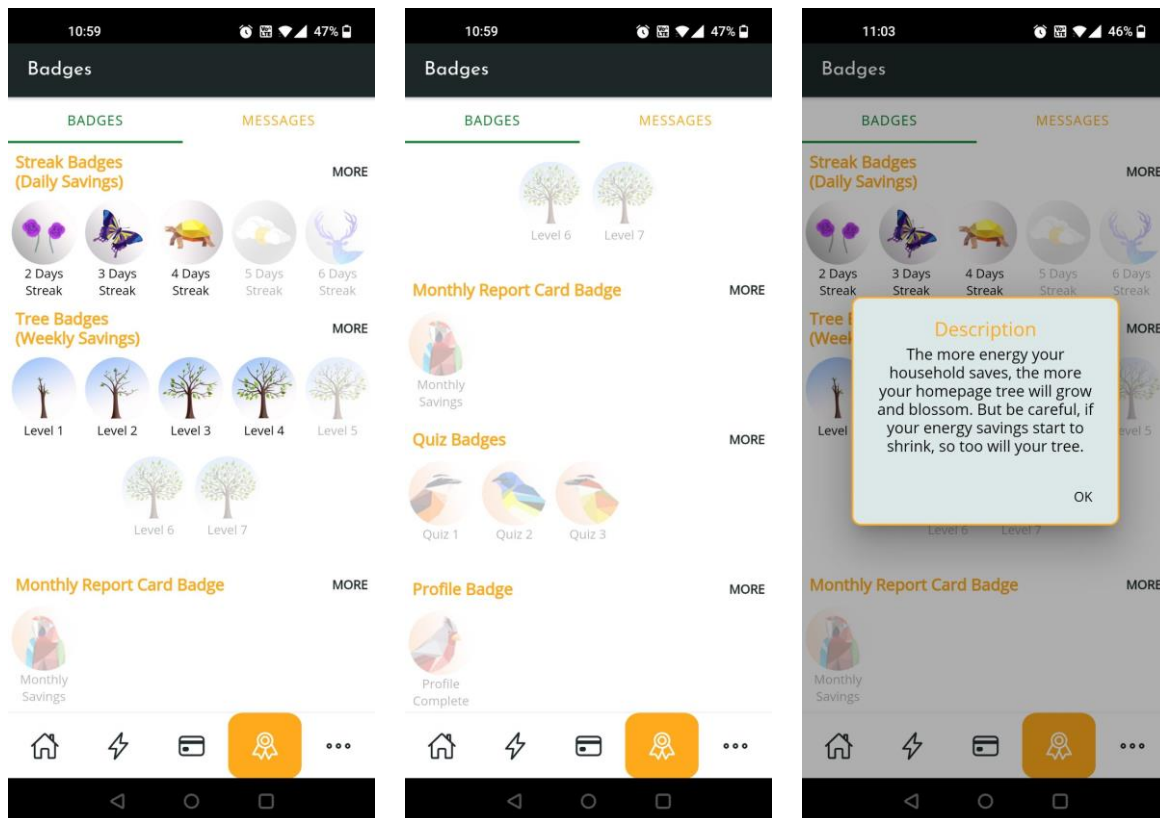 10:59
47%
Badges
BADGES MESSAGES
Streak Badges
(Daily Savings)
MORE
2 Days
Streak
3 Days
Streak
4 Days
Streak
5 Days
Streak
6 Days
Streak
Tree Badges
(Weekly Savings)
MORE
Level 1 Level 2 Level 3 Level 4 Level 5
Level 6 Level 7
Monthly Report Card Badge MORE
Monthly
Savings
10:59
47%
Badges
BADGES MESSAGES
Level 6 Level 7
Monthly Report Card Badge MORE
Monthly
Savings
Quiz Badges MORE
Quiz 1 Quiz 2 Quiz 3
Profile Badge MORE
Profile
Complete
11:03
46%
Badges
BADGES MESSAGES
Streak Badges
(Daily Savings)
MORE
2 Days
Streak
3 Days
Streak
4 Days
Streak
5 Days
Streak
6 Days
Streak
Tree
(Wee
MORE
Description
The more energy your
household saves, the more
your homepage tree will grow
and blossom. But be careful, if
your energy savings start to
shrink, so too will your tree.
OK
Level
evel 5
Level 6 Level 7
Monthly Report Card Badge MORE
Monthly
Savings